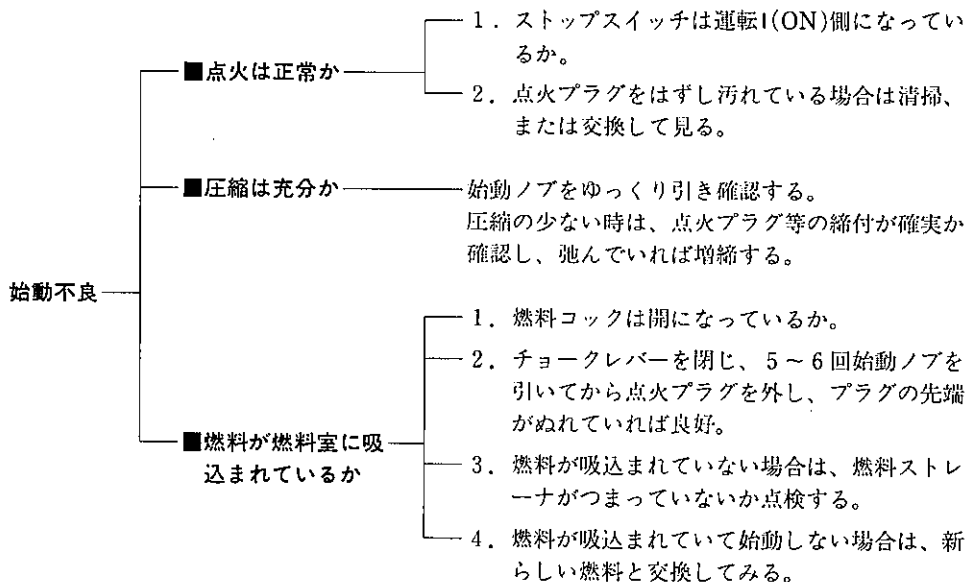 1．ストップスイッチは運転I(ON)側になってい
るか。
■点火は正常か
2．点火プラグをはずし汚れている場合は清掃、
または交換して見る。
■圧縮は充分か
始動ノブをゆっくり引き確認する。
圧縮の少ない時は、点火プラグ等の締付が確実か
確認し、弛んでいれば増締する。
始動不良
■燃料が燃料室に吸
込まれているか
1．燃料コックは開になっているか。
2．チョークレバーを閉じ、5～6回始動ノブを
引いてから点火プラグを外し、プラグの先端
がぬれていれば良好。
3．燃料が吸込まれていない場合は、燃料ストレ
ーナがつまっていないか点検する。
4．燃料が吸込まれていて始動しない場合は、新
らしい燃料と交換してみる。